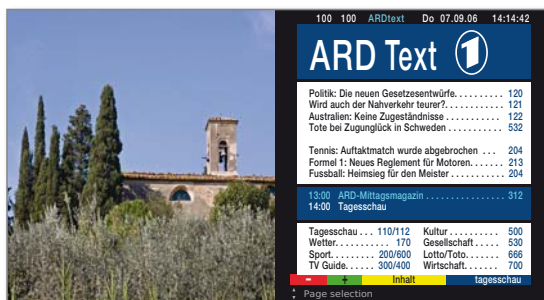 100 100 ARDtext Do 07.09.06 14:14:42
ARD Text 1
Politik: Die neuen Gesetzesentwürfe. . . . . . . . . . 120
Wird auch der Nahverkehr teurer?. . . . . . . . . . . . 121
Australien: Keine Zugeständnisse . . . . . . . . . . . . 122
Tote bei Zugunglück in Schweden . . . . . . . . . . . 532
Tennis: Auftaktmatch wurde abgebrochen . . . 204
Formel 1: Neues Reglement für Motoren. . . . . . . 213
Fussball: Heimsieg für den Meister . . . . . . . . . . . 204
13:00 ARD-Mittagsmagazin . . . . . . . . . . . . . . . . 312
14:00 Tagesschau
Tagesschau . . . 110/112 Kultur . . . . . . . . . 500
Wetter. . . . . . . . . . 170 Gesellschaft . . . . . 530
Sport. . . . . . . . 200/600 Lotto/Toto. . . . . . . 666
TV Guide. . . . . 300/400 Wirtschaft. . . . . . . 700
- + Inhalt tagesschau
Page selection